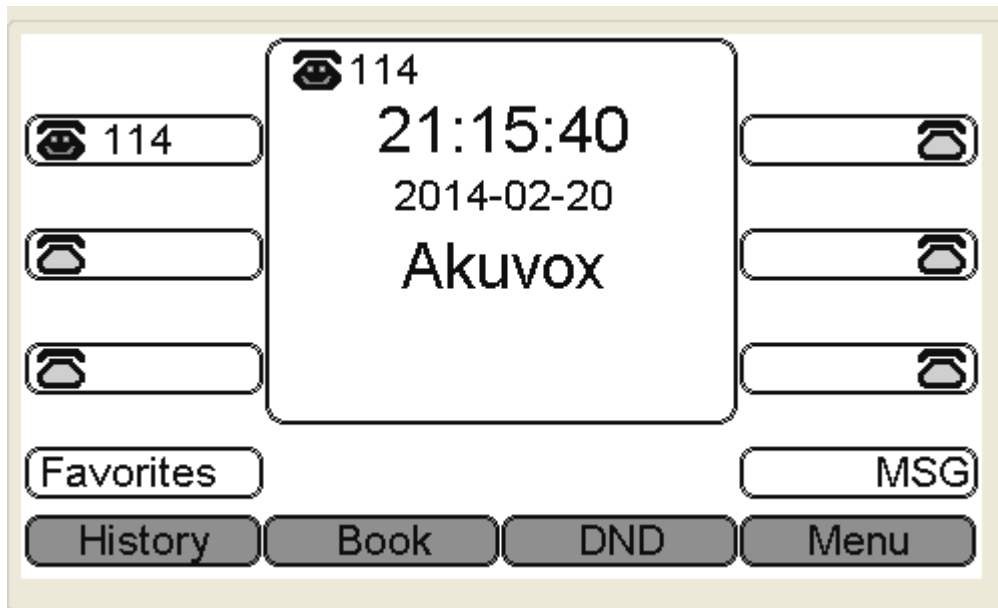 114
114
21:15:40
2014-02-20
Akuvox
Favorites
MSG
History
Book
DND
Menu